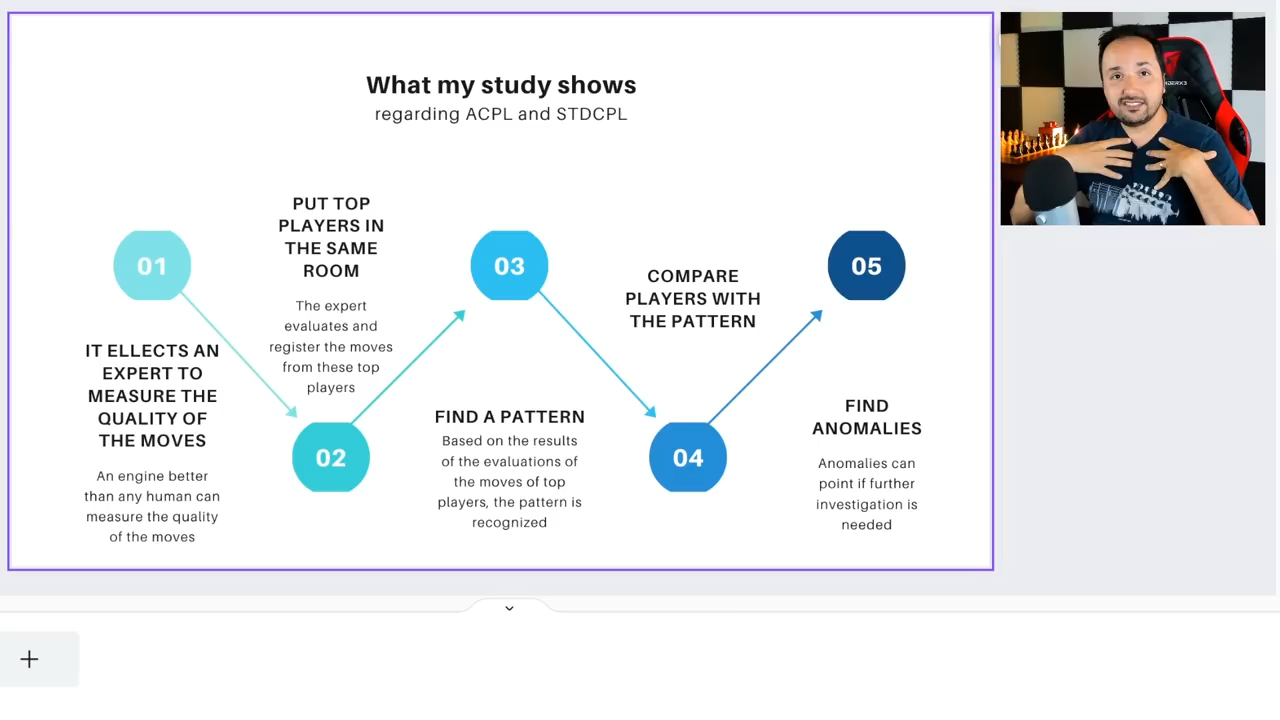 What my study shows
regarding ACPL and STDCPL
01
IT ELLECTS AN
EXPERT TO
MEASURE THE
QUALITY OF
THE MOVES
An engine better
than any human can
measure the quality
of the moves
PUT TOP
PLAYERS IN
THE SAME
ROOM
The expert
evaluates and
register the moves
from these top
players
02
03
FIND A PATTERN
Based on the results
of the evaluations of
the moves of top
players, the pattern is
recognized
COMPARE
PLAYERS WITH
THE PATTERN
04
05
FIND
ANOMALIES
Anomalies can
point if further
investigation is
needed